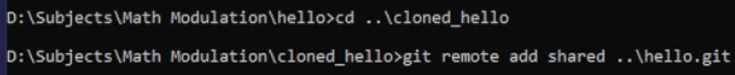 D:\Subjects\Math Modulation\hello>cd ..\cloned_hello
D:\Subjects\Math Modulation\cloned_hello>git remote add shared ..\hello.git